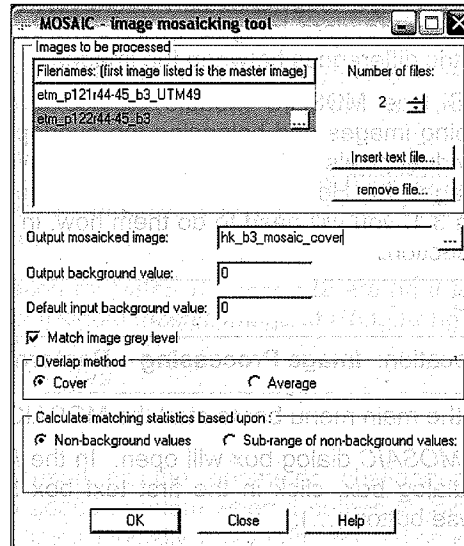 MOSAIC - image mosaicking tool
Images to be processed
Filenames: (first image listed is the master image)
Number of files:
etm_p121r44-45_b3_UTM49
2
etm_p122r44-45_b3
...
Insert text file...
remove file...
Output mosaicked image:
hk_b3_mosaic_cover
...
Output background value:
0
Default input background value:
0
Match image grey level
Overlap method
Cover
Average
Calculate matching statistics based upon :
Non-background values
Sub-range of non-background values:
OK
Close
Help